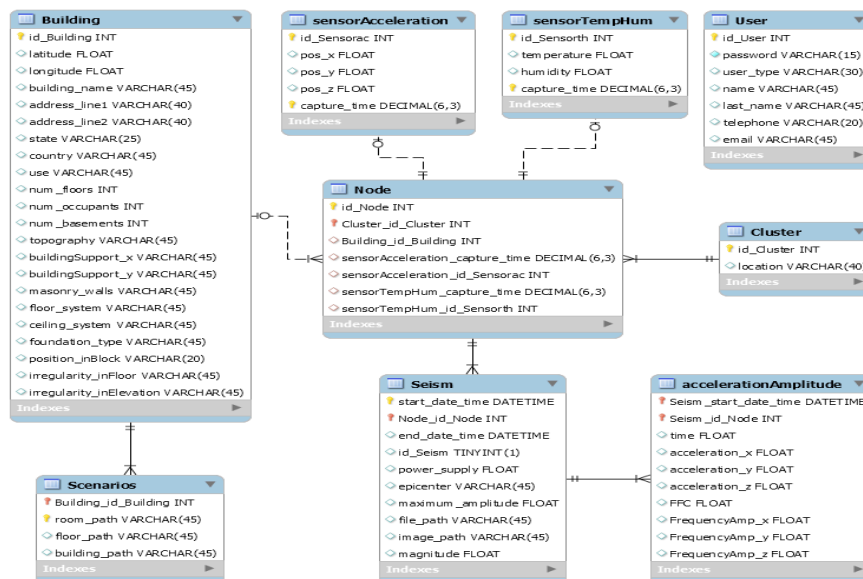 Building
id_Building INT
latitude FLOAT
longitude FLOAT
building_name VARCHAR(45)
address_line1 VARCHAR(40)
address_line2 VARCHAR(40)
state VARCHAR(25)
country VARCHAR(45)
use VARCHAR(45)
num_floors INT
num_occupants INT
num_basements INT
topography VARCHAR(45)
buildingSupport_x VARCHAR(45)
buildingSupport_y VARCHAR(45)
masonry_walls VARCHAR(45)
floor_system VARCHAR(45)
ceiling_system VARCHAR(45)
foundation_type VARCHAR(45)
position_inBlock VARCHAR(20)
irregularity_inFloor VARCHAR(45)
irregularity_inElevation VARCHAR(45)
Indexes
sensorAcceleration
id_Sensorac INT
pos_x FLOAT
pos_y FLOAT
pos_z FLOAT
capture_time DECIMAL(6,3)
Indexes
sensorTempHum
id_Sensorth INT
temperature FLOAT
humidity FLOAT
capture_time DECIMAL(6,3)
Indexes
User
id_User INT
password VARCHAR(15)
user_type VARCHAR(30)
name VARCHAR(45)
last_name VARCHAR(45)
telephone VARCHAR(20)
email VARCHAR(45)
Indexes
Node
id_Node INT
Cluster_id_Cluster INT
Building_id_Building INT
sensorAcceleration_capture_time DECIMAL(6,3)
sensorAcceleration_id_Sensorac INT
sensorTempHum_capture_time DECIMAL(6,3)
sensorTempHum_id_Sensorth INT
Indexes
Cluster
id_Cluster INT
location VARCHAR(40)
Indexes
Scenarios
Building_id_Building INT
room_path VARCHAR(45)
floor_path VARCHAR(45)
building_path VARCHAR(45)
Indexes
Seism
start_date_time DATETIME
Node_id_Node INT
end_date_time DATETIME
id_Seism TINYINT(1)
power_supply FLOAT
epicenter VARCHAR(45)
maximum_amplitude FLOAT
file_path VARCHAR(45)
image_path VARCHAR(45)
magnitude FLOAT
Indexes
accelerationAmplitude
Seism_start_date_time DATETIME
Seism_id_Node INT
time FLOAT
acceleration_x FLOAT
acceleration_y FLOAT
acceleration_z FLOAT
FFC FLOAT
FrequencyAmp_x FLOAT
FrequencyAmp_y FLOAT
FrequencyAmp_z FLOAT
Indexes